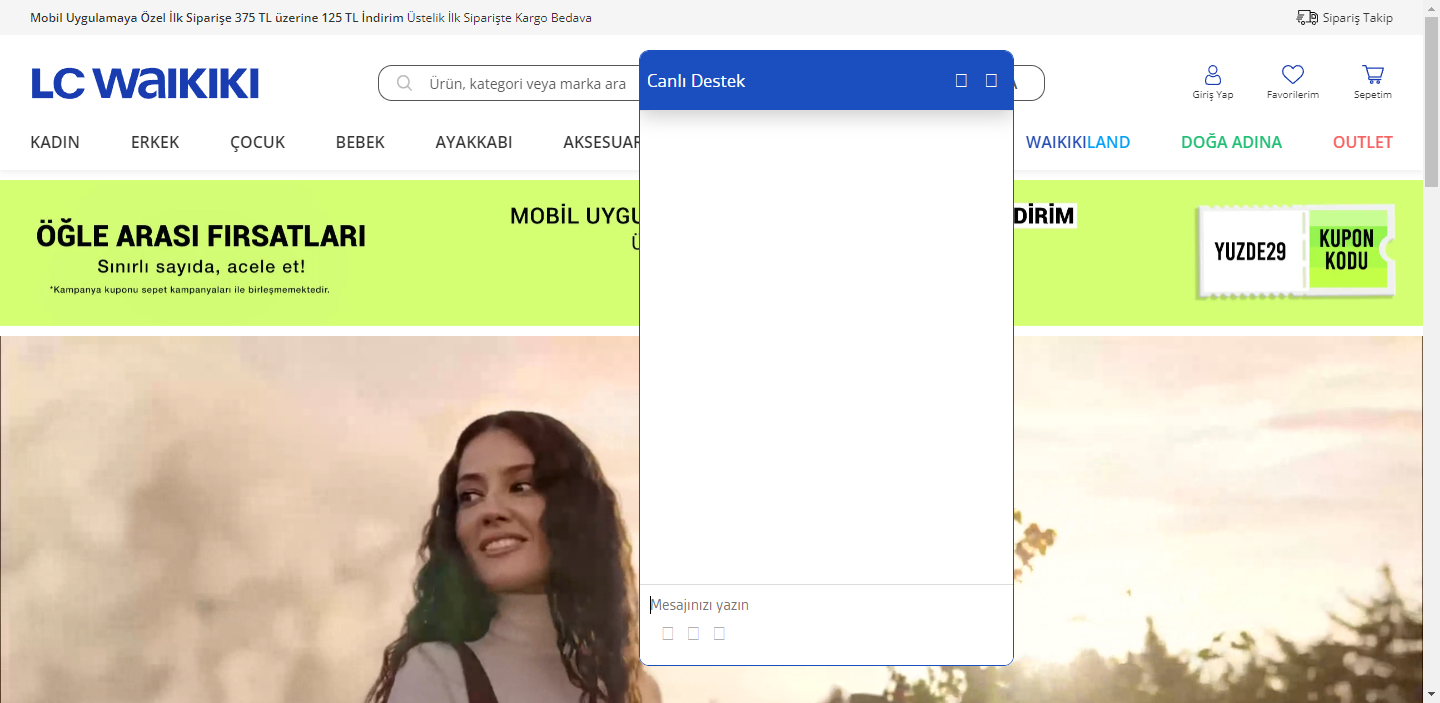 Mobil Uygulamaya Özel İlk Siparişe 375 TL üzerine 125 TL İndirim Üstelik İlk Siparişte Kargo Bedava
Sipariş Takip
LC WAIKIKI
Ürün, kategori veya marka ara
Giriş Yap
Favorilerim
Sepetim
KADIN
ERKEK
ÇOCUK
BEBEK
AYAKKABI
AKSESUAR
WAIKIKILAND
DOĞA ADINA
OUTLET
ÖĞLE ARASI FIRSATLARI
Sınırlı sayıda, acele et!
*Kampanya kuponu sepet kampanyaları ile birleşmemektedir.
MOBİL UYGU
DİRİM
YUZDE29
KUPON
KODU
Canlı Destek
Mesajınızı yazın